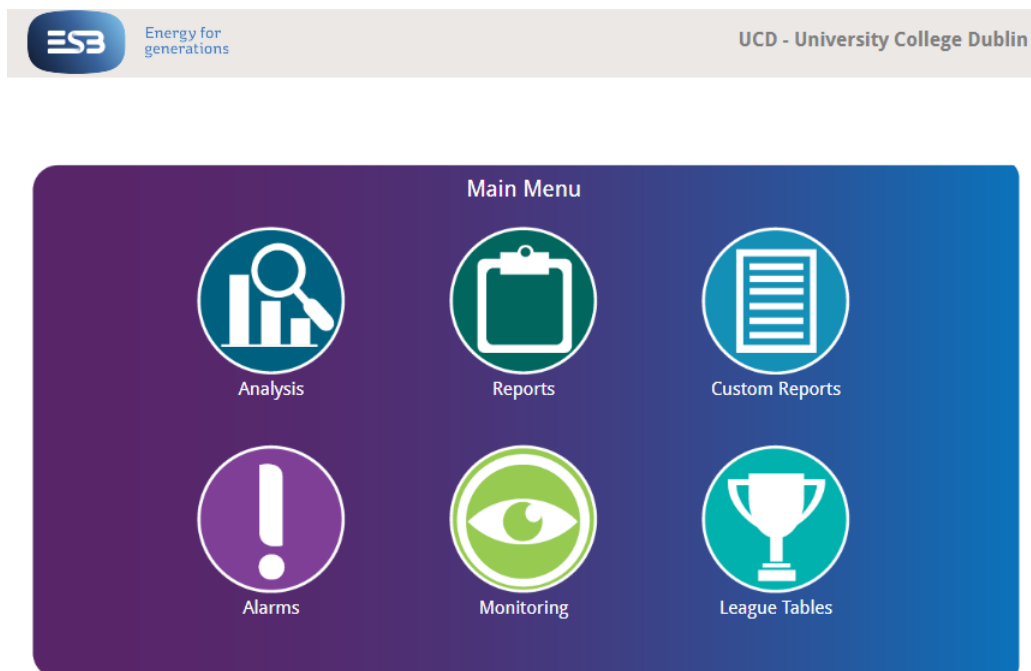 ESB
Energy for
generations
UCD - University College Dublin
Main Menu
Analysis
Reports
Custom Reports
Alarms
Monitoring
League Tables